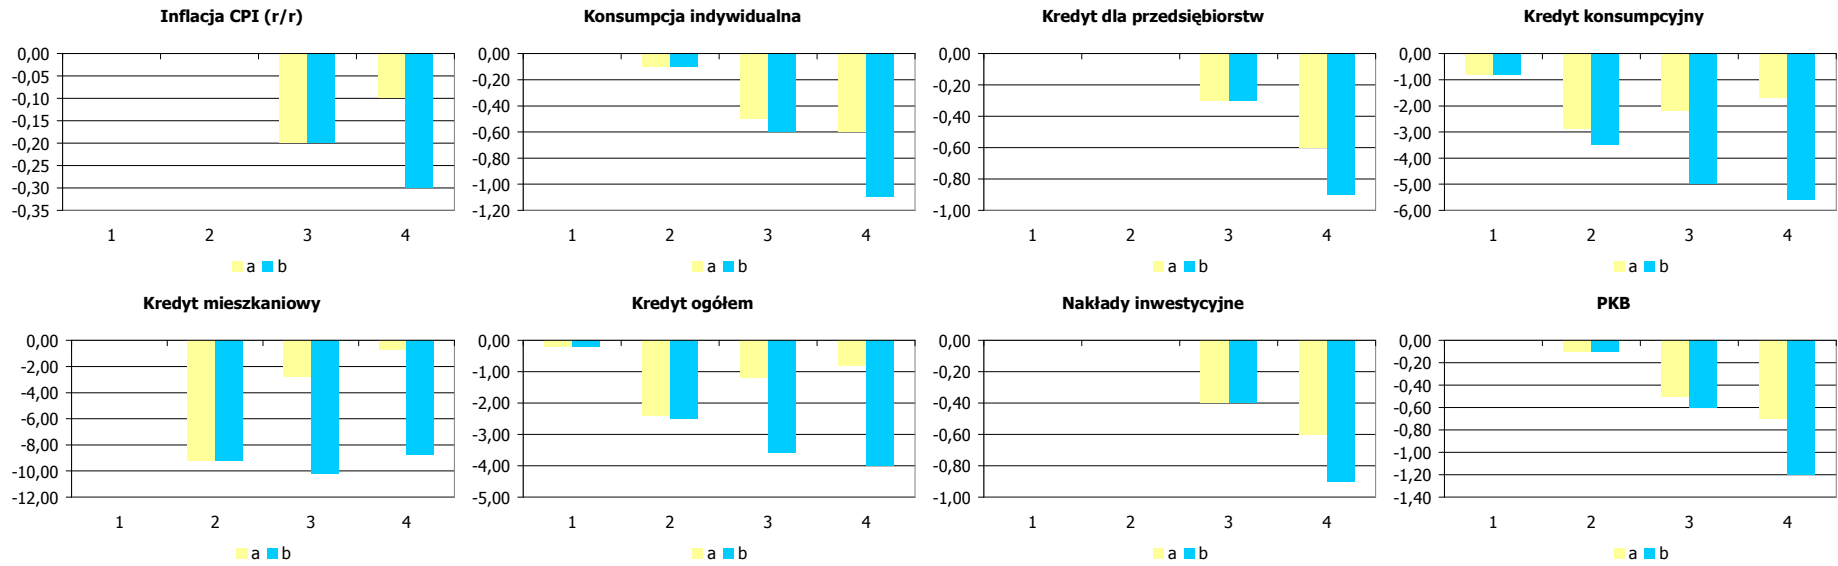 Inflacja CPI (r/r)
0,00
-0,05
-0,10
-0,15
-0,20
-0,25
-0,30
-0,35
1 2 3 4
a b
Konsumpcja indywidualna
0,00
-0,20
-0,40
-0,60
-0,80
-1,00
-1,20
1 2 3 4
a b
Kredyt dla przedsiębiorstw
0,00
-0,20
-0,40
-0,60
-0,80
-1,00
1 2 3 4
a b
Kredyt konsumpcyjny
0,00
-1,00
-2,00
-3,00
-4,00
-5,00
-6,00
1 2 3 4
a b
Kredyt mieszkaniowy
0,00
-2,00
-4,00
-6,00
-8,00
-10,00
-12,00
1 2 3 4
a b
Kredyt ogółem
0,00
-1,00
-2,00
-3,00
-4,00
-5,00
1 2 3 4
a b
Nakłady inwestycyjne
0,00
-0,20
-0,40
-0,60
-0,80
-1,00
1 2 3 4
a b
PKB
0,00
-0,20
-0,40
-0,60
-0,80
-1,00
-1,20
-1,40
1 2 3 4
a b